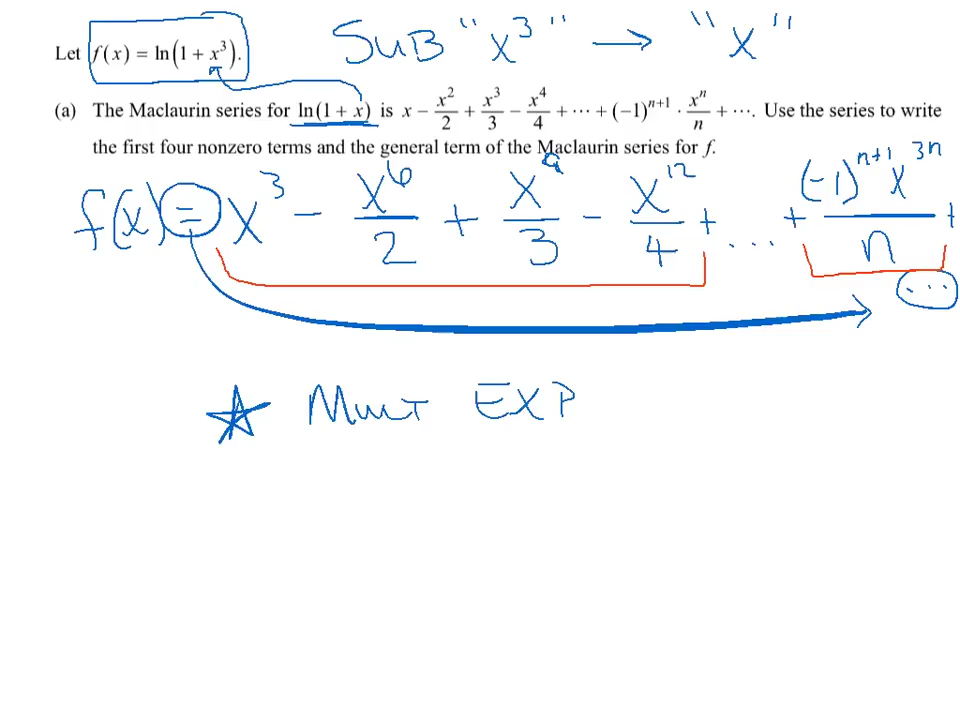 SUB "x³" → "x"
Let f(x) = ln(1 + x³).
(a) The Maclaurin series for ln(1 + x) is x − x²/2 + x³/3 − x⁴/4 + ⋯ + (−1)ⁿ⁺¹ · xⁿ/n + ⋯. Use the series to write
the first four nonzero terms and the general term of the Maclaurin series for f.
f(x) = x³ − x⁶/2 + x⁹/3 − x¹²/4 + ... + (−1)ⁿ⁺¹ x³ⁿ/n + ...
☆ MULT EXP